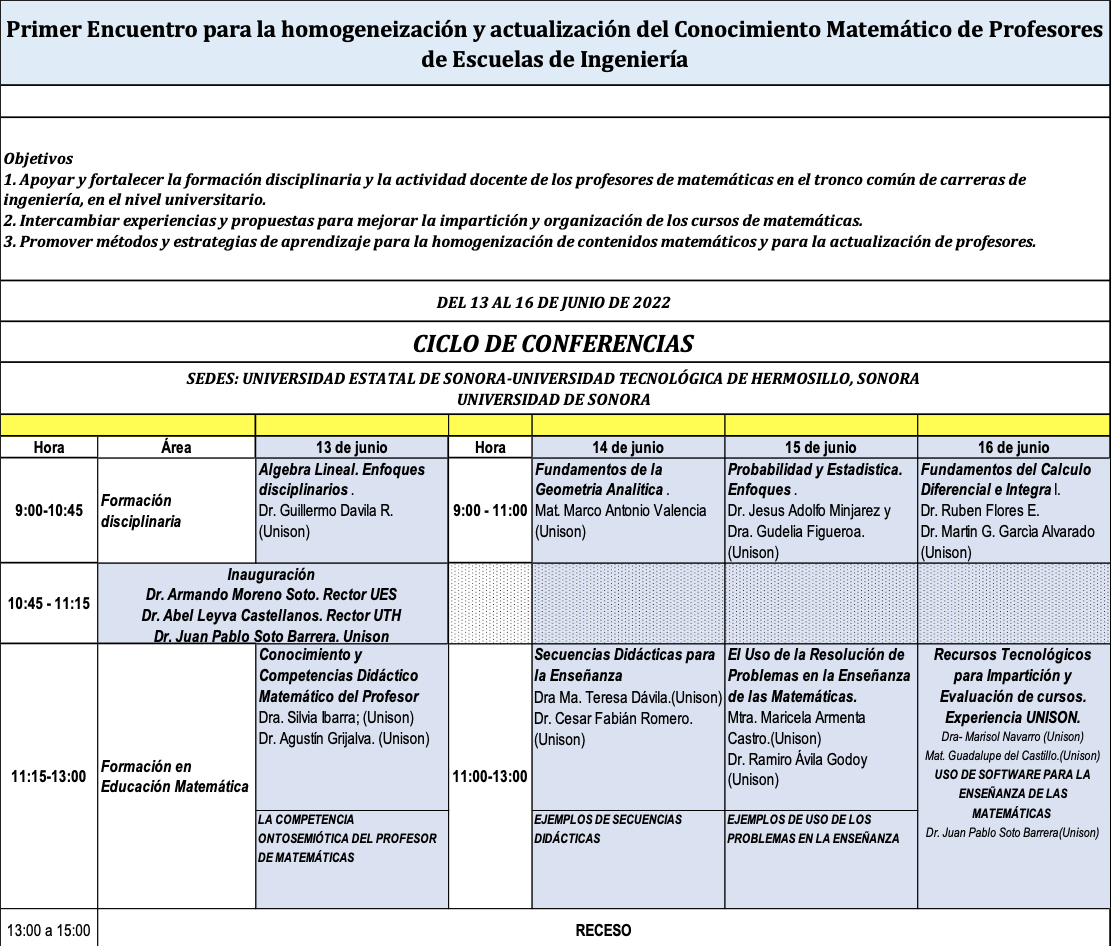 Primer Encuentro para la homogeneización y actualización del Conocimiento Matemático de Profesores
de Escuelas de Ingeniería
Objetivos
1. Apoyar y fortalecer la formación disciplinaria y la actividad docente de los profesores de matemáticas en el tronco común de carreras de
ingeniería, en el nivel universitario.
2. Intercambiar experiencias y propuestas para mejorar la impartición y organización de los cursos de matemáticas.
3. Promover métodos y estrategias de aprendizaje para la homogenización de contenidos matemáticos y para la actualización de profesores.
DEL 13 AL 16 DE JUNIO DE 2022
CICLO DE CONFERENCIAS
SEDES: UNIVERSIDAD ESTATAL DE SONORA-UNIVERSIDAD TECNOLÓGICA DE HERMOSILLO, SONORA
UNIVERSIDAD DE SONORA
Hora Área 13 de junio Hora 14 de junio 15 de junio 16 de junio
9:00-10:45
Formación
disciplinaria
Algebra Lineal. Enfoques
disciplinarios .
Dr. Guillermo Davila R.
(Unison)
9:00 - 11:00
Fundamentos de la
Geometria Analitica .
Mat. Marco Antonio Valencia
(Unison)
Probabilidad y Estadistica.
Enfoques .
Dr. Jesus Adolfo Minjarez y
Dra. Gudelia Figueroa.
(Unison)
Fundamentos del Calculo
Diferencial e Integral.
Dr. Ruben Flores E.
Dr. Martin G. Garcìa Alvarado
(Unison)
10:45 - 11:15
Inauguración
Dr. Armando Moreno Soto. Rector UES
Dr. Abel Leyva Castellanos. Rector UTH
Dr. Juan Pablo Soto Barrera. Unison
11:15-13:00
Formación en
Educación Matemática
Conocimiento y
Competencias Didáctico
Matemático del Profesor
Dra. Silvia Ibarra; (Unison)
Dr. Agustín Grijalva. (Unison)
LA COMPETENCIA
ONTOSEMIÓTICA DEL PROFESOR
DE MATEMÁTICAS
11:00-13:00
Secuencias Didácticas para
la Enseñanza
Dra Ma. Teresa Dávila.(Unison)
Dr. Cesar Fabián Romero.
(Unison)
EJEMPLOS DE SECUENCIAS
DIDÁCTICAS
El Uso de la Resolución de
Problemas en la Enseñanza
de las Matemáticas.
Mtra. Maricela Armenta
Castro.(Unison)
Dr. Ramiro Ávila Godoy
(Unison)
EJEMPLOS DE USO DE LOS
PROBLEMAS EN LA ENSEÑANZA
Recursos Tecnológicos
para Impartición y
Evaluación de cursos.
Experiencia UNISON.
Dra- Marisol Navarro (Unison)
Mat. Guadalupe del Castillo.(Unison)
USO DE SOFTWARE PARA LA
ENSEÑANZA DE LAS
MATEMÁTICAS
Dr. Juan Pablo Soto Barrera(Unison)
13:00 a 15:00 RECESO